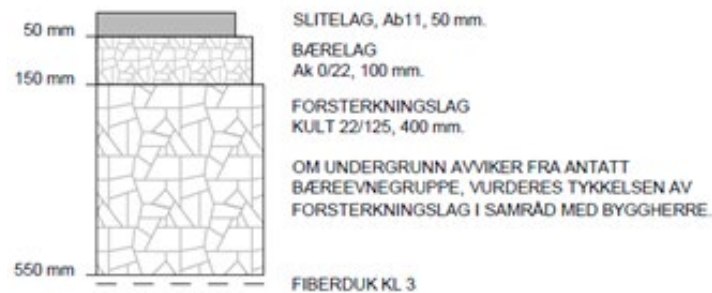 SLITELAG, Ab11, 50 mm.
50 mm
BÆRELAG
Ak 0/22, 100 mm.
150 mm
FORSTERKNINGSLAG
KULT 22/125, 400 mm.
OM UNDERGRUNN AVVIKER FRA ANTATT
BÆREEVNEGRUPPE, VURDERES TYKKELSEN AV
FORSTERKNINGSLAG I SAMRÅD MED BYGGHERRE.
550 mm
FIBERDUK KL 3